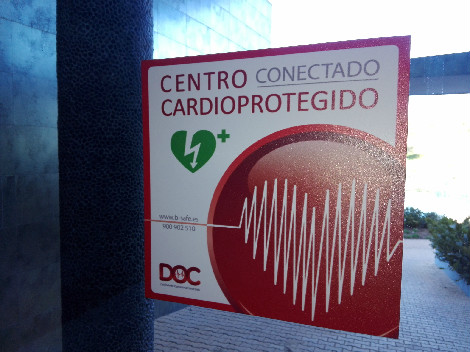 CENTRO CONECTADO
CARDIOPROTEGIDO
www.b-safe.es
900 902 510
DOC